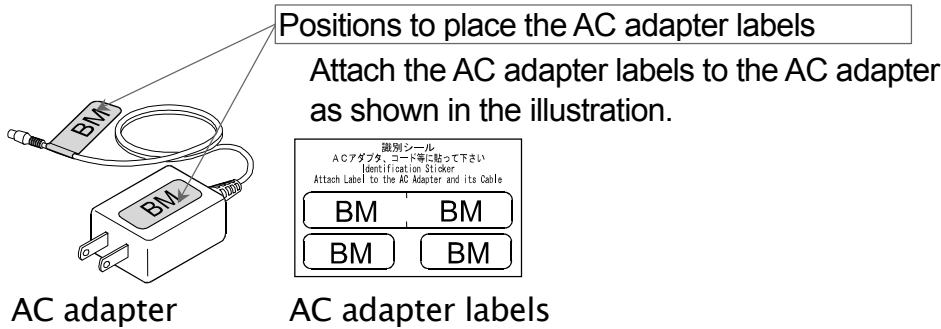 Positions to place the AC adapter labels
Attach the AC adapter labels to the AC adapter
as shown in the illustration.
BM
BM
識別シール
ACアダプタ、コード等に貼って下さい
Identification Sticker
Attach Label to the AC Adapter and its Cable
BM BM
BM BM
AC adapter
AC adapter labels